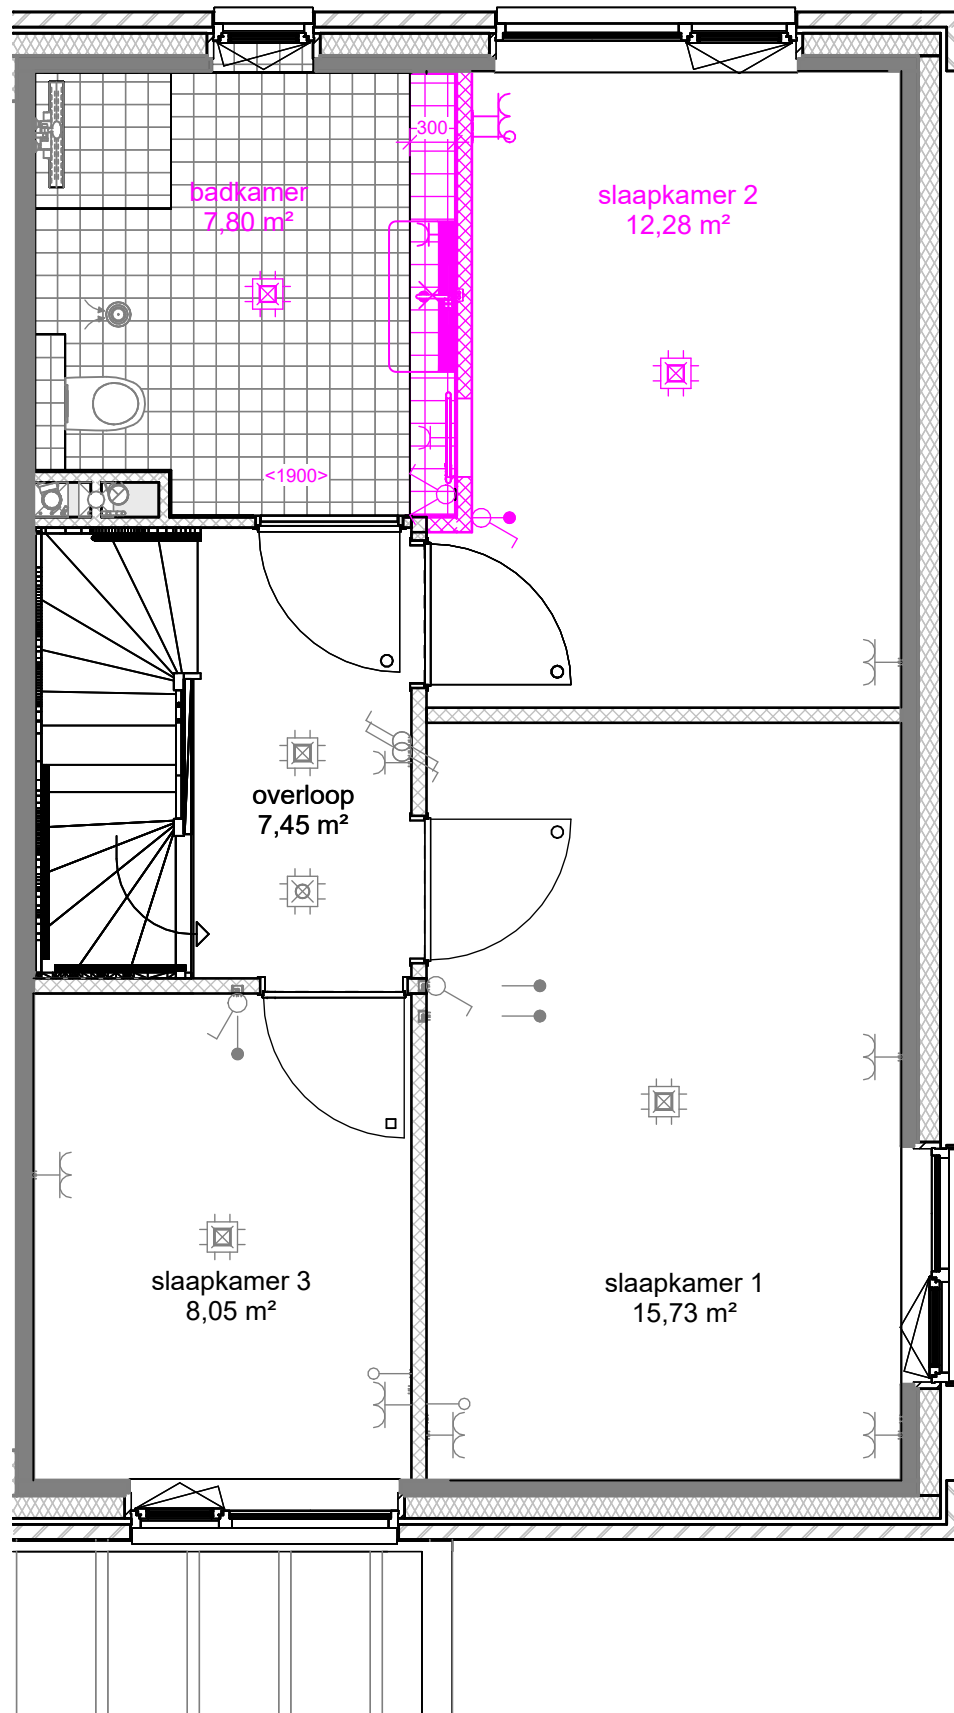 300
badkamer
7,80 m²
slaapkamer 2
12,28 m²
<1900>
overloop
7,45 m²
slaapkamer 3
8,05 m²
slaapkamer 1
15,73 m²